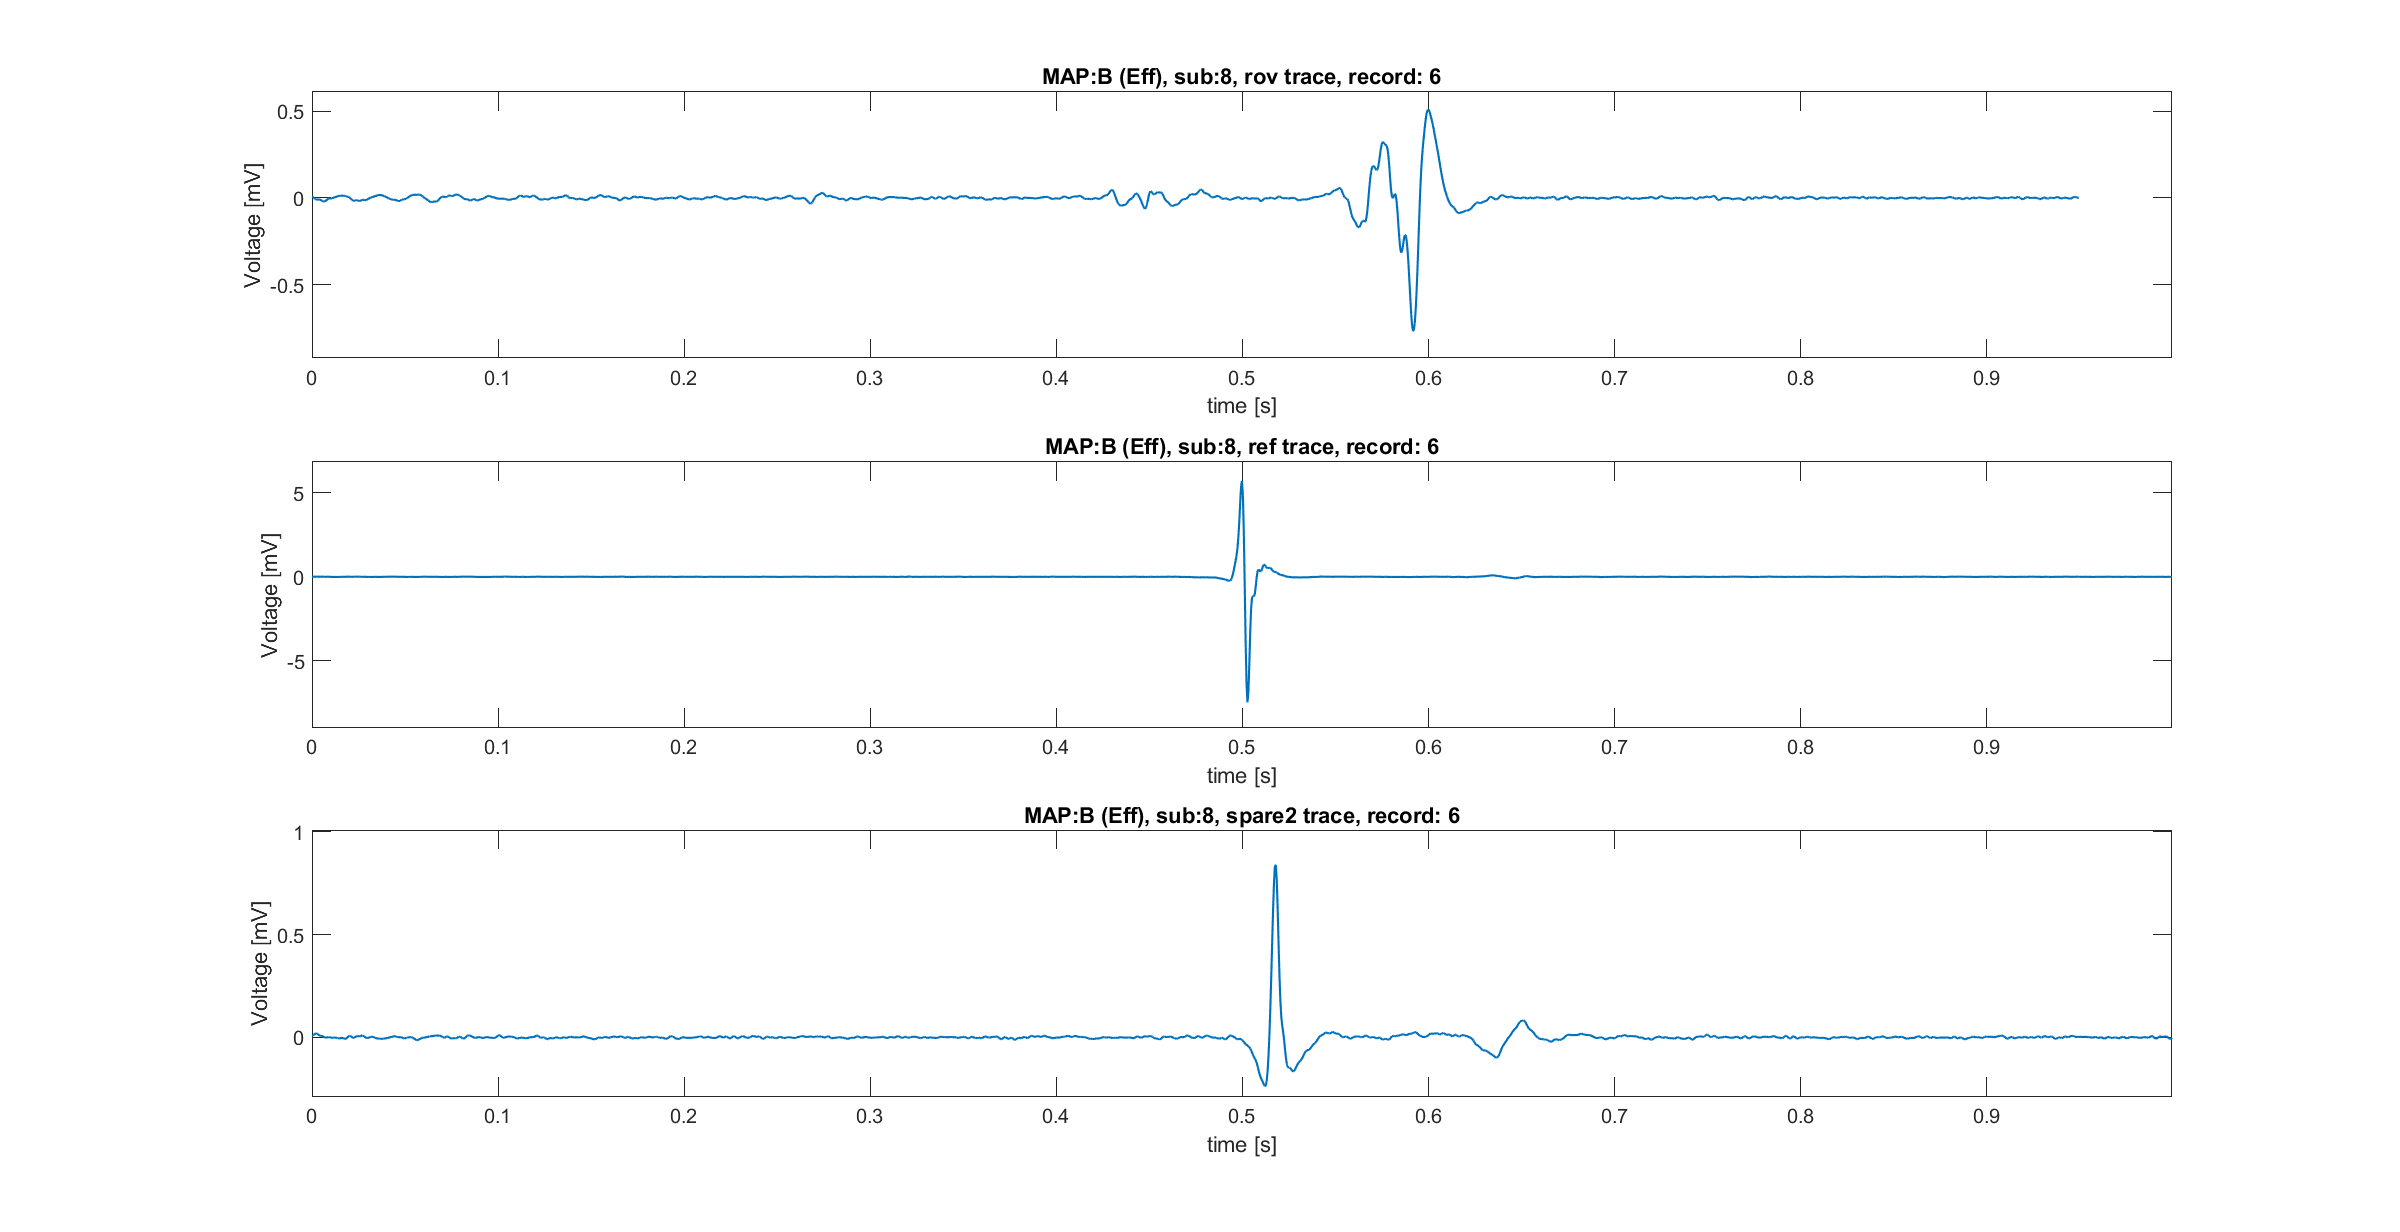 MAP:B (Eff), sub:8, rov trace, record: 6
0.5
0
-0.5
Voltage [mV]
0 0.1 0.2 0.3 0.4 0.5 0.6 0.7 0.8 0.9
time [s]
MAP:B (Eff), sub:8, ref trace, record: 6
5
0
-5
Voltage [mV]
0 0.1 0.2 0.3 0.4 0.5 0.6 0.7 0.8 0.9
time [s]
MAP:B (Eff), sub:8, spare2 trace, record: 6
1
0.5
0
Voltage [mV]
0 0.1 0.2 0.3 0.4 0.5 0.6 0.7 0.8 0.9
time [s]